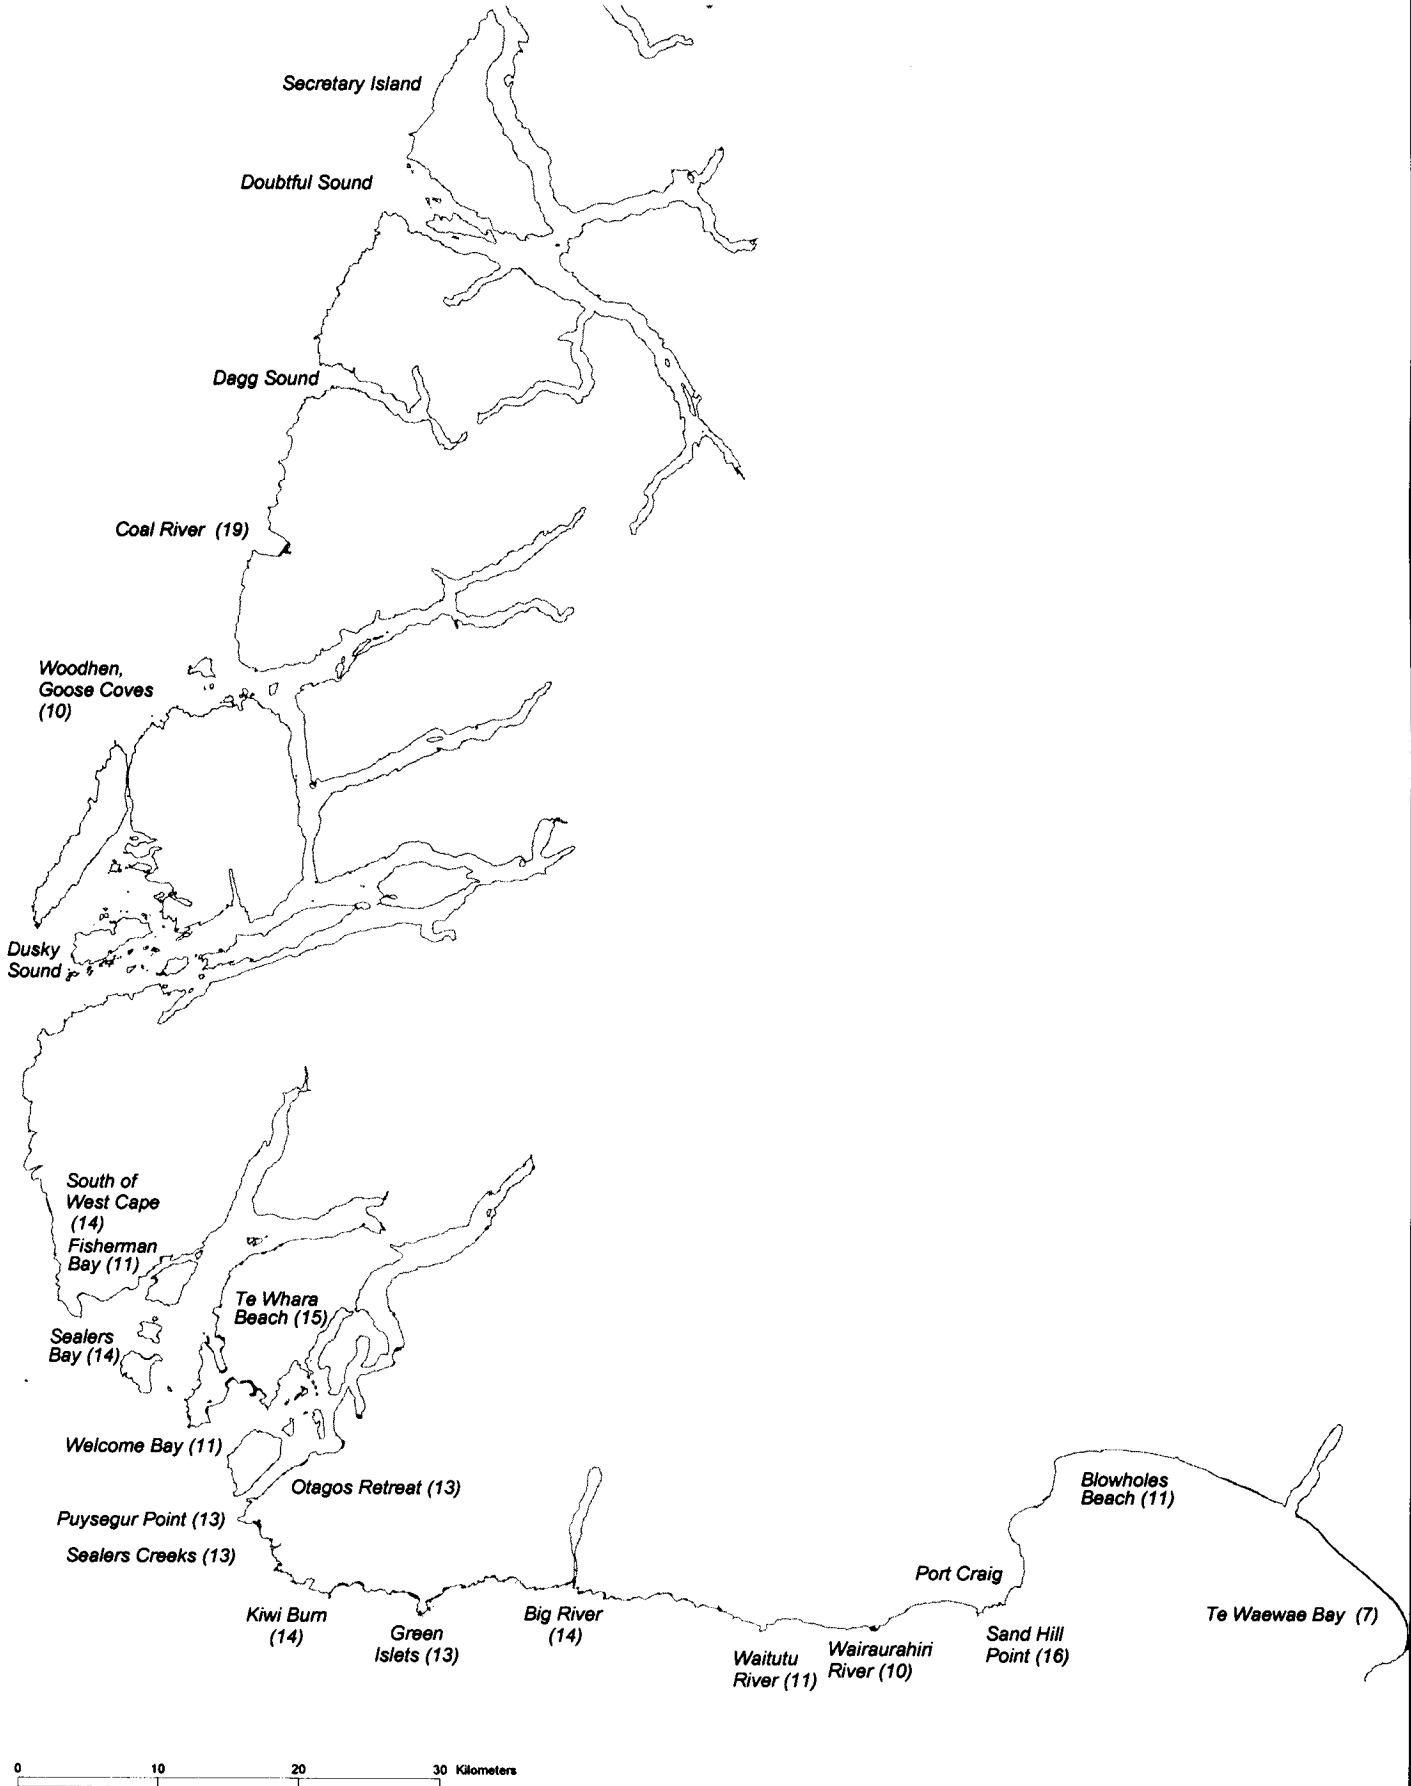 Secretary Island
Doubtful Sound
Dagg Sound
Coal River (19)
Woodhen,
Goose Coves
(10)
Dusky
Sound
South of
West Cape
(14)
Fisherman
Bay (11)
Te Whara
Beach (15)
Sealers
Bay (14)
Welcome Bay (11)
Otagos Retreat (13)
Puysegur Point (13)
Sealers Creeks (13)
Kiwi Burn
(14)
Green
Islets (13)
Big River
(14)
Waitutu
River (11)
Wairaurahiri
River (10)
Port Craig
Sand Hill
Point (16)
Blowholes
Beach (11)
Te Waewae Bay (7)
0 10 20 30 Kilometers